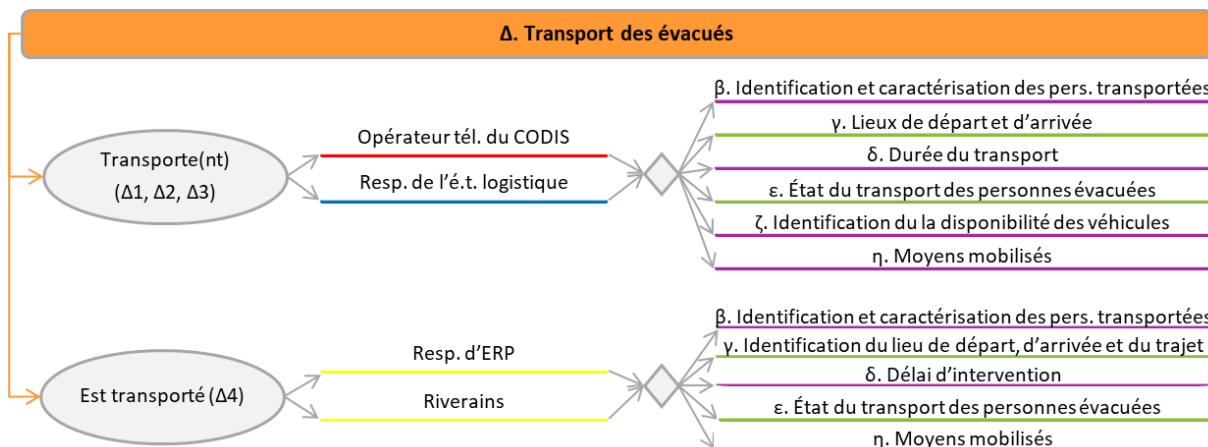 Δ. Transport des évacués
Transporte(nt)
(Δ1, Δ2, Δ3)
Opérateur tél. du CODIS
Resp. de l'é.t. logistique
β. Identification et caractérisation des pers. transportées
γ. Lieux de départ et d'arrivée
δ. Durée du transport
ε. État du transport des personnes évacuées
ζ. Identification du la disponibilité des véhicules
η. Moyens mobilisés
Est transporté (Δ4)
Resp. d'ERP
Riverains
β. Identification et caractérisation des pers. transportées
γ. Identification du lieu de départ, d'arrivée et du trajet
δ. Délai d'intervention
ε. État du transport des personnes évacuées
η. Moyens mobilisés